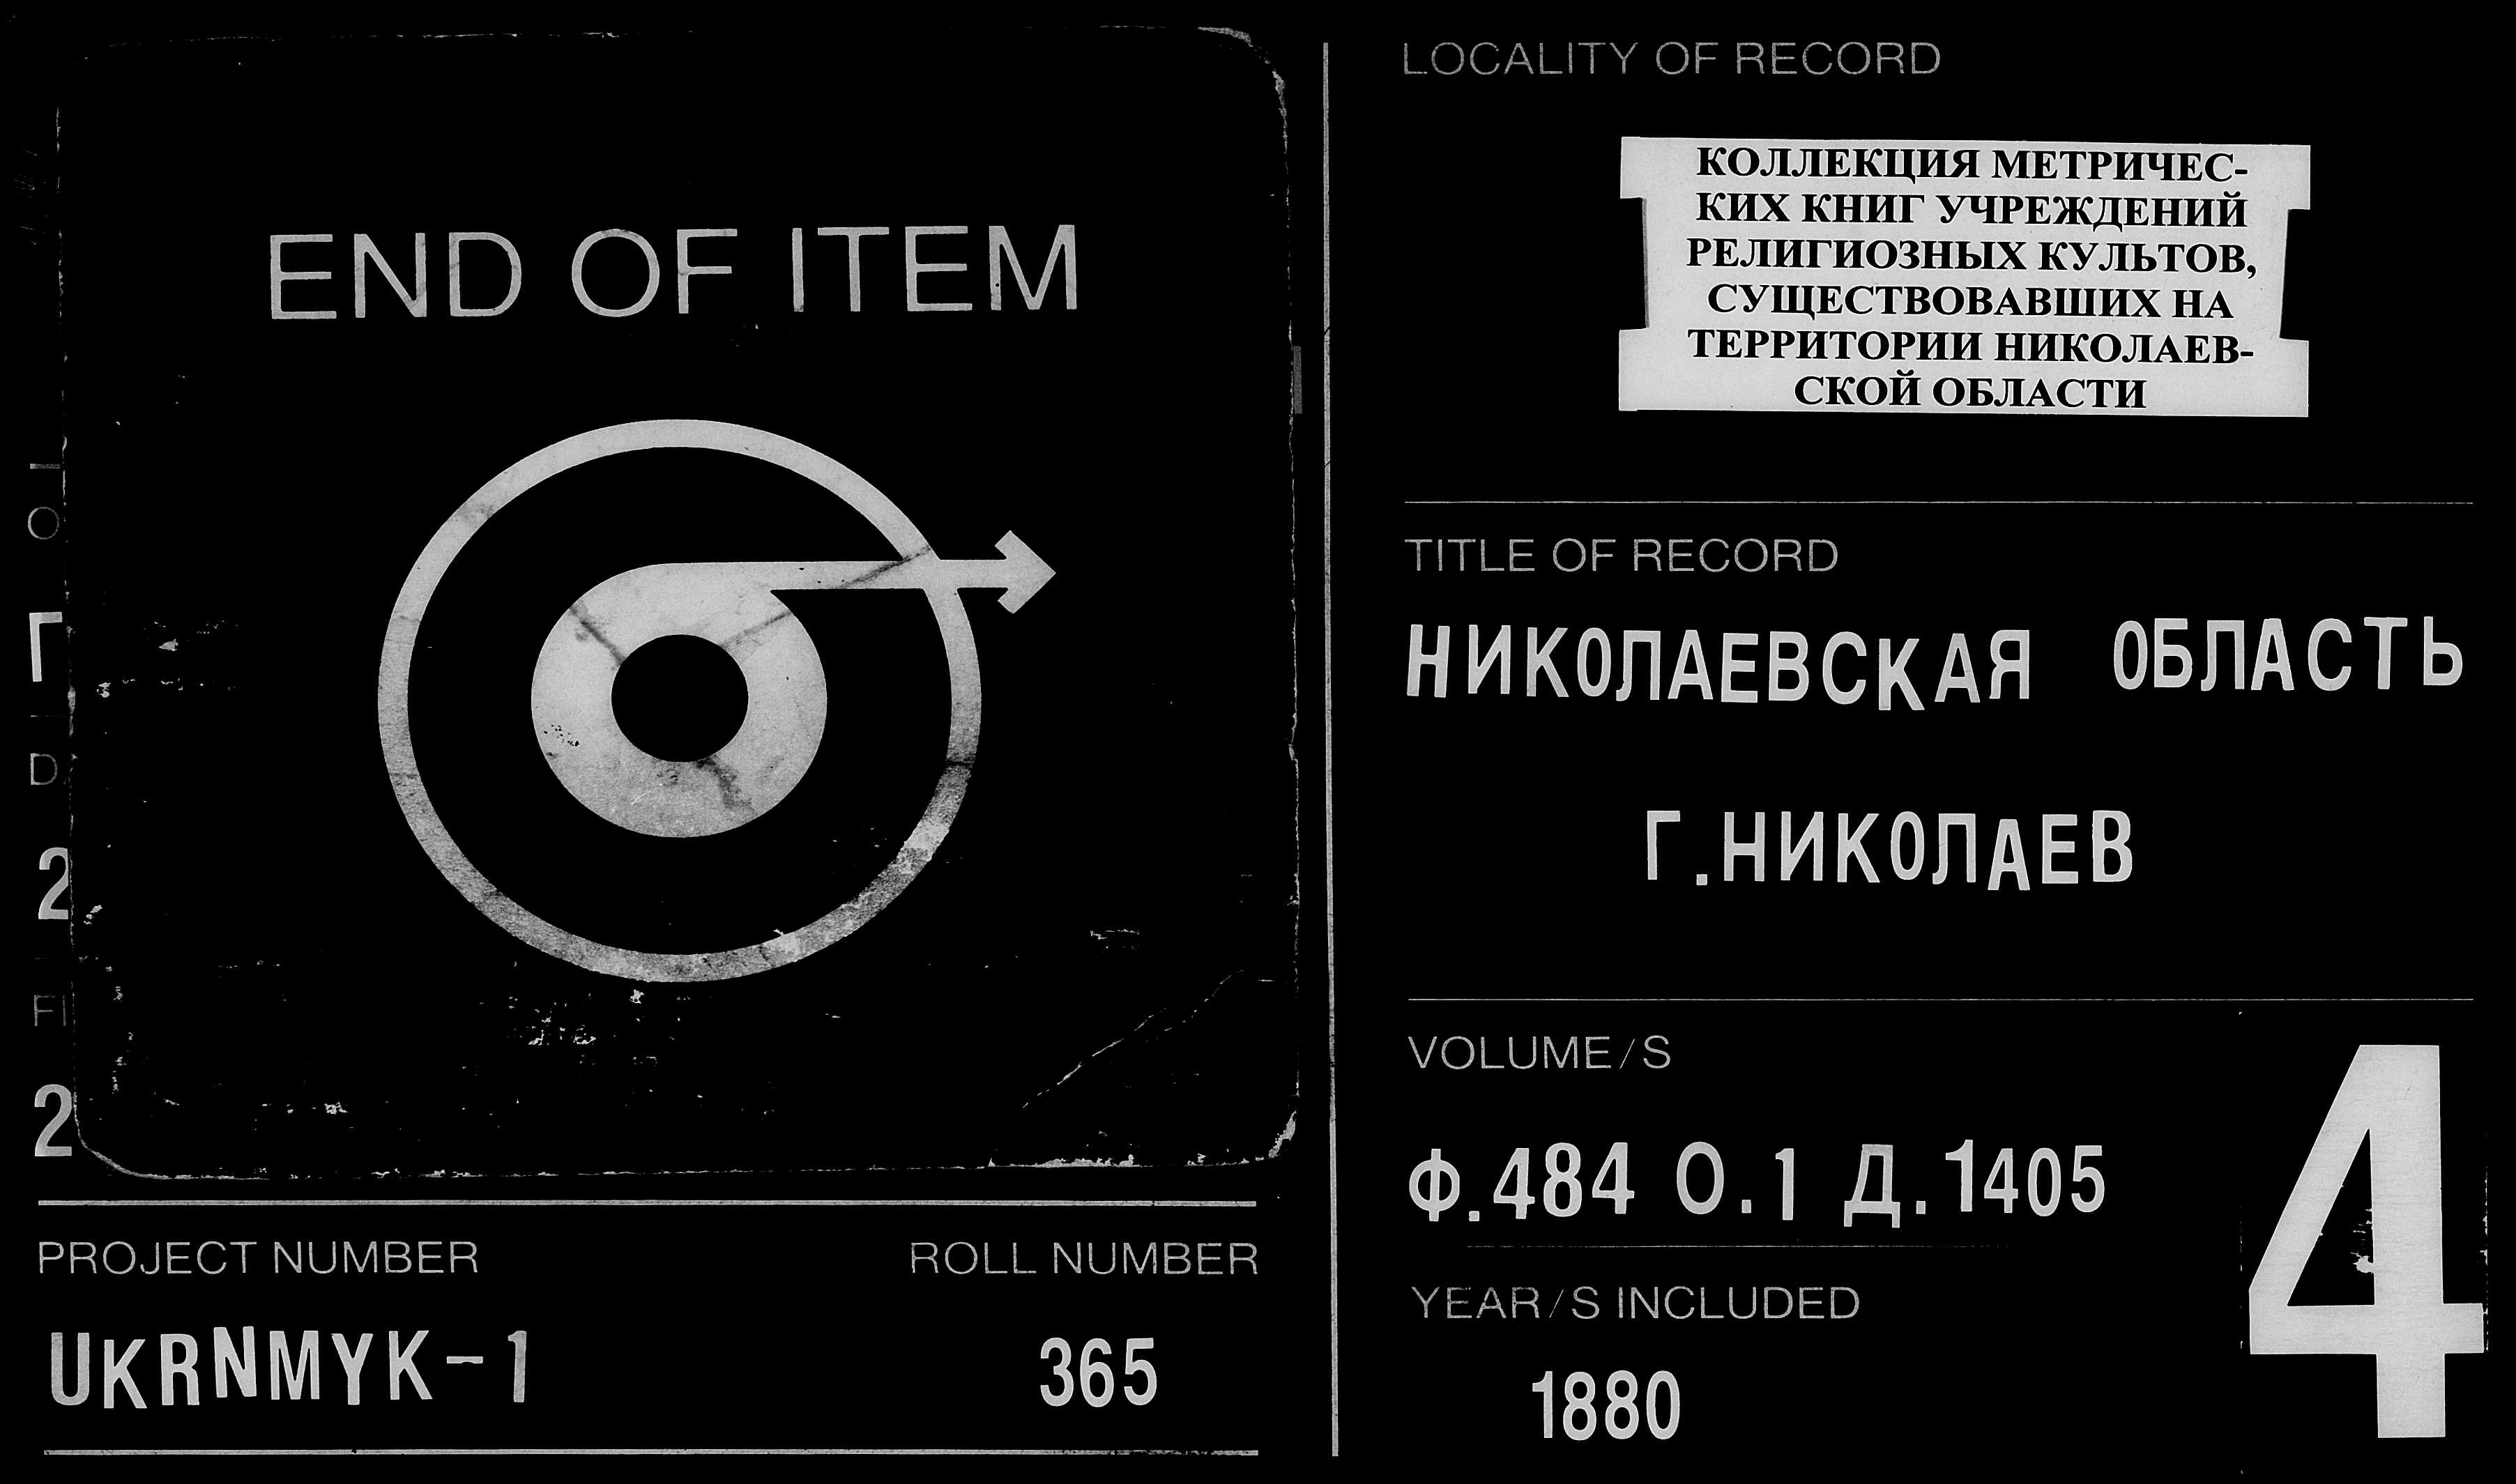 END OF ITEM
PROJECT NUMBER
ROLL NUMBER
UKRNMYK-1
365
LOCALITY OF RECORD
КОЛЛЕКЦИЯ МЕТРИЧЕС-
КИХ КНИГ УЧРЕЖДЕНИЙ
РЕЛИГИОЗНЫХ КУЛЬТОВ,
СУЩЕСТВОВАВШИХ НА
ТЕРРИТОРИИ НИКОЛАЕВ-
СКОЙ ОБЛАСТИ
TITLE OF RECORD
НИКОЛАЕВСКАЯ ОБЛАСТЬ
Г.НИКОЛАЕВ
VOLUME/S
Ф.484 О.1 Д.1405
YEAR/S INCLUDED
1880
4